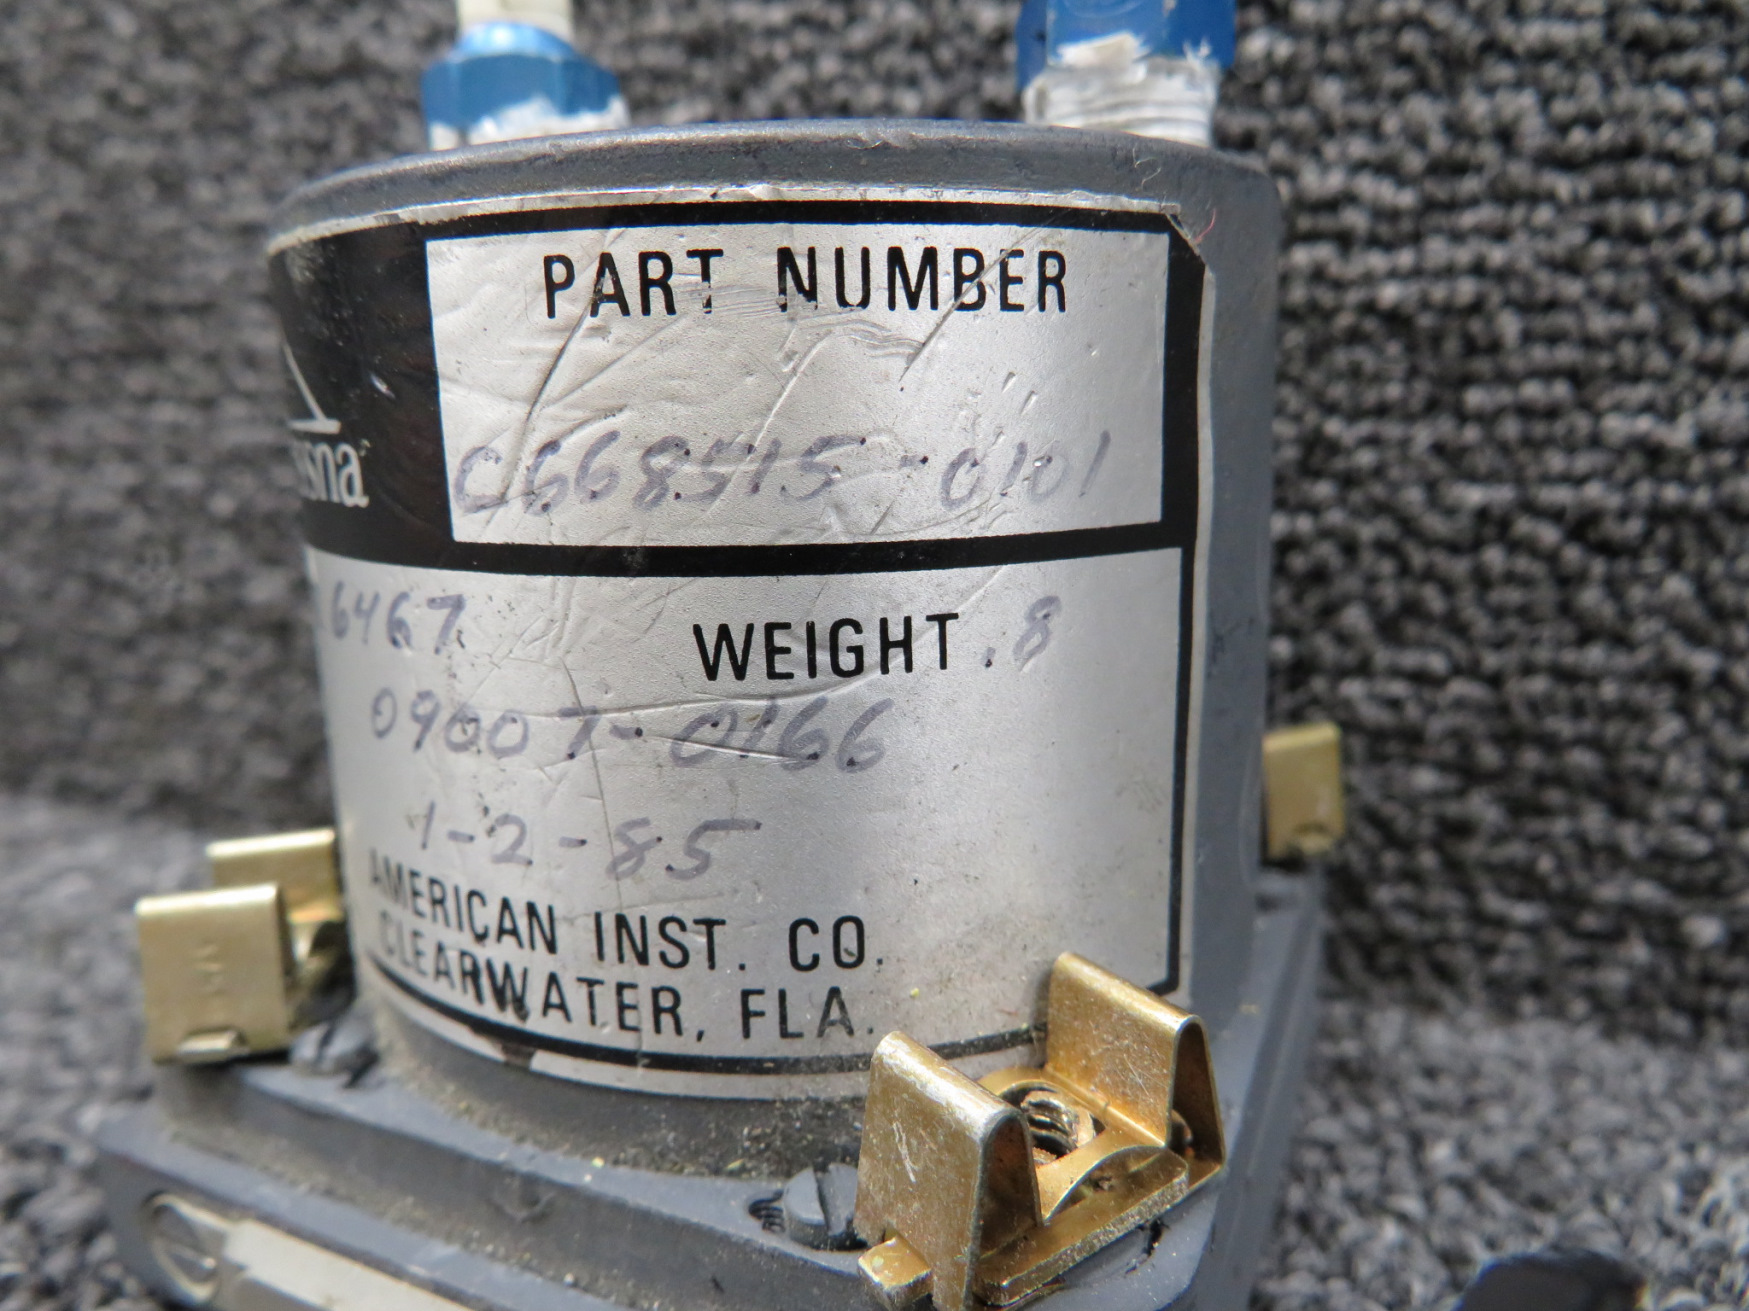 PART NUMBER
C668515-0101
6467
WEIGHT .8
09007-0166
1-2-85
AMERICAN INST. CO.
CLEARWATER, FLA.